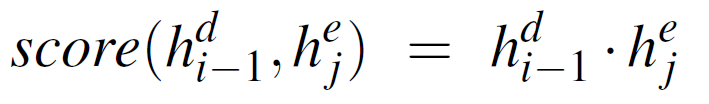 score(h^d_{i−1}, h^e_j) = h^d_{i−1} · h^e_j